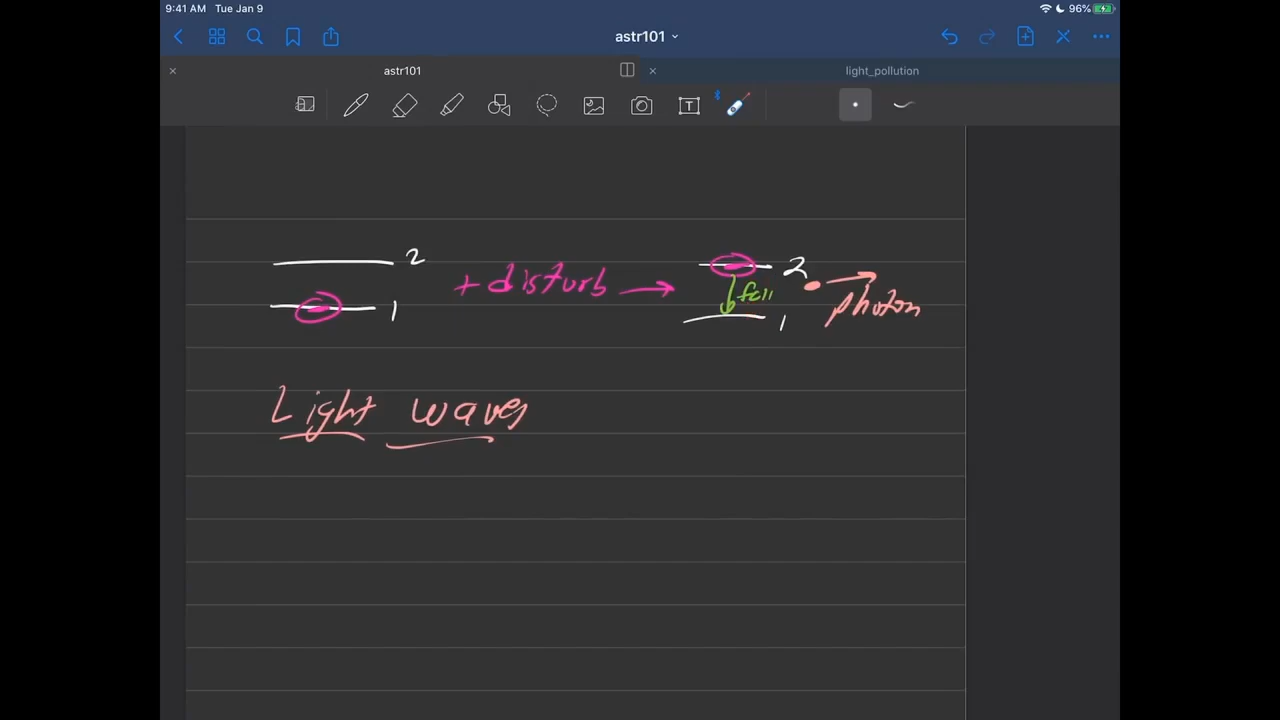 9:41 AM Tue Jan 9 96%
astr101
astr101 light_pollution
T
2 + disturb → 2 fall photon
1 1
Light waves